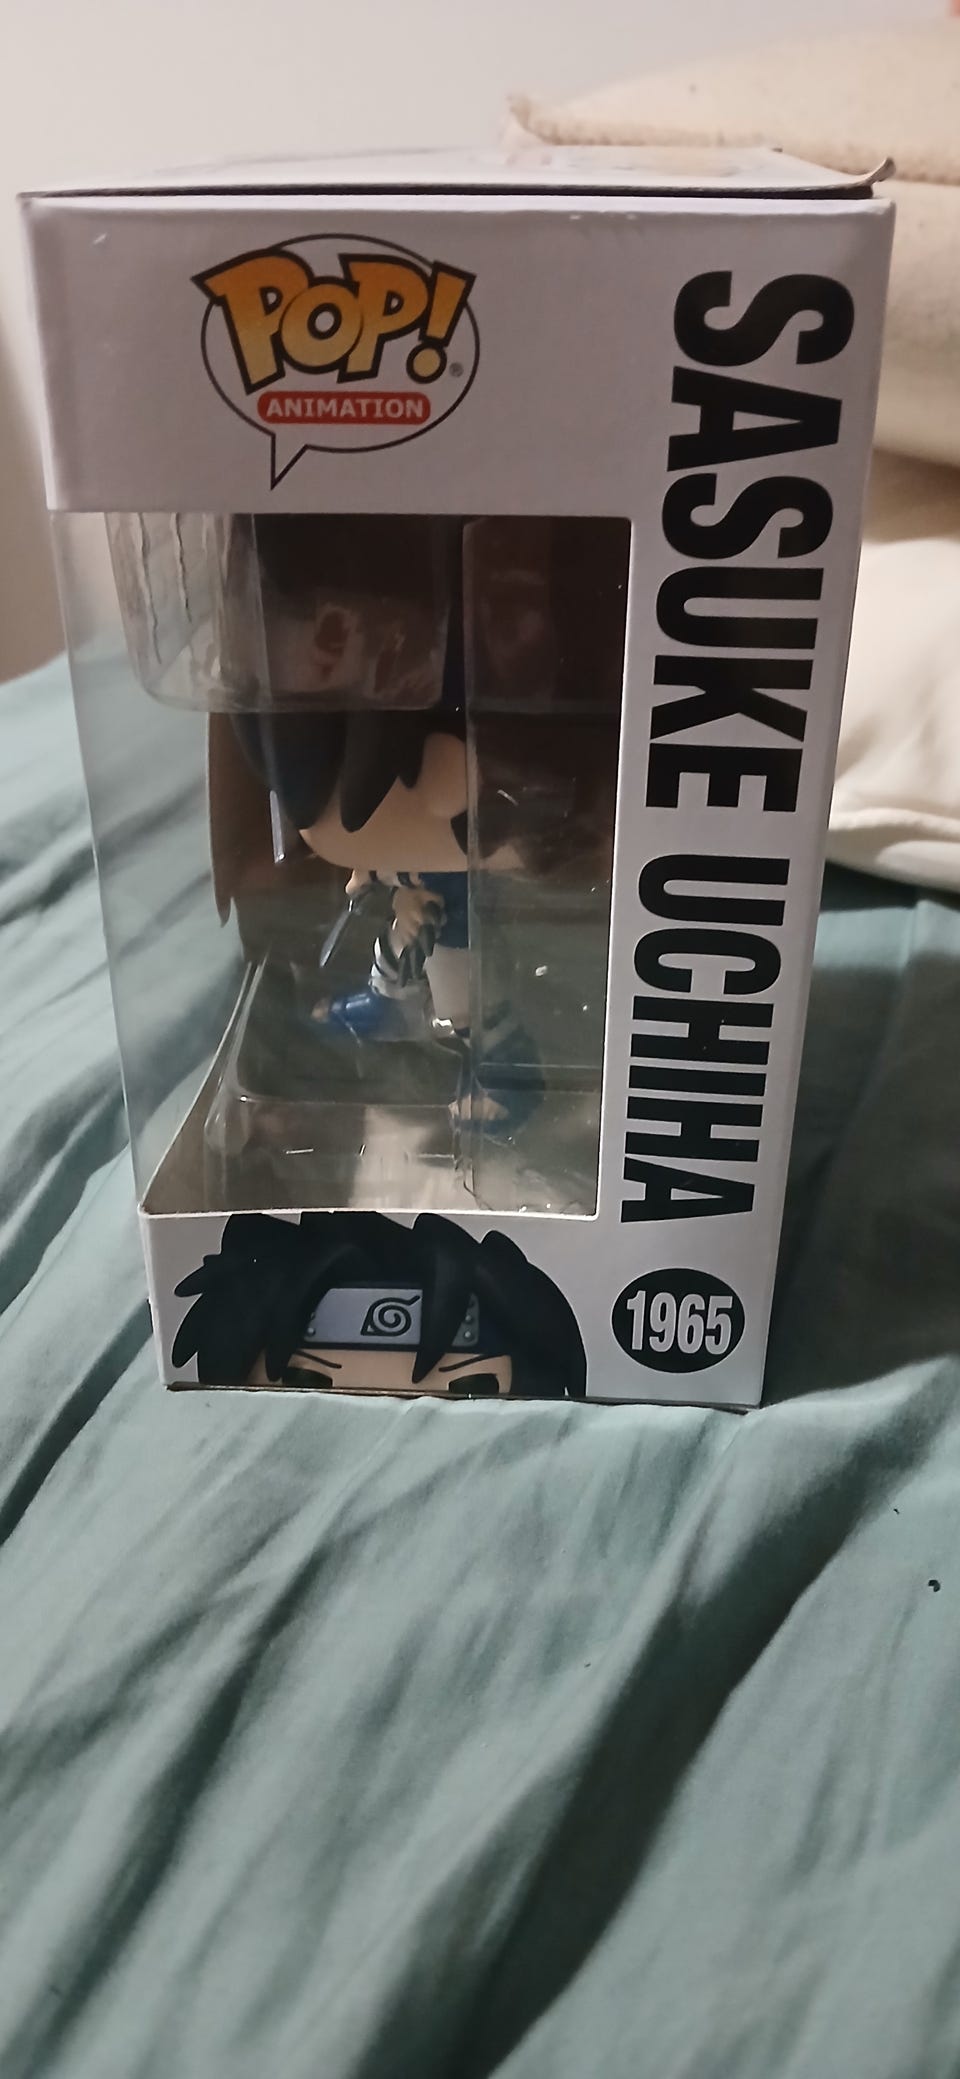 POP!
ANIMATION
SASUKE UCHIHA
1965